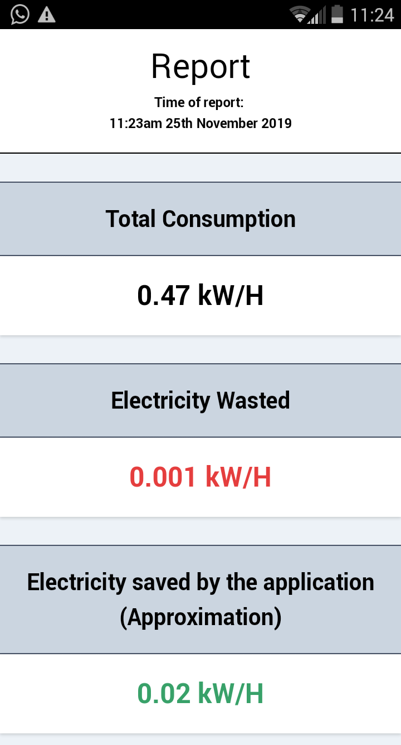 11:24
Report
Time of report:
11:23am 25th November 2019
Total Consumption
0.47 kW/H
Electricity Wasted
0.001 kW/H
Electricity saved by the application
(Approximation)
0.02 kW/H